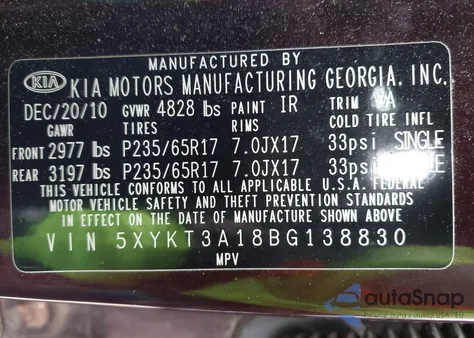 MANUFACTURED BY
KIA KIA MOTORS MANUFACTURING GEORGIA, INC.
DEC/20/10 GVWR 4828 lbs PAINT IR TRIM VA
GAWR TIRES RIMS COLD TIRE INFL
FRONT 2977 lbs P235/65R17 7.0JX17 33psi SINGLE
REAR 3197 lbs P235/65R17 7.0JX17 33psi
THIS VEHICLE CONFORMS TO ALL APPLICABLE U.S.A. FEDERAL
MOTOR VEHICLE SAFETY AND THEFT PREVENTION STANDARDS
IN EFFECT ON THE DATE OF MANUFACTURE SHOWN ABOVE.
VIN 5XYKT3A18BG138830
MPV
autoSnap